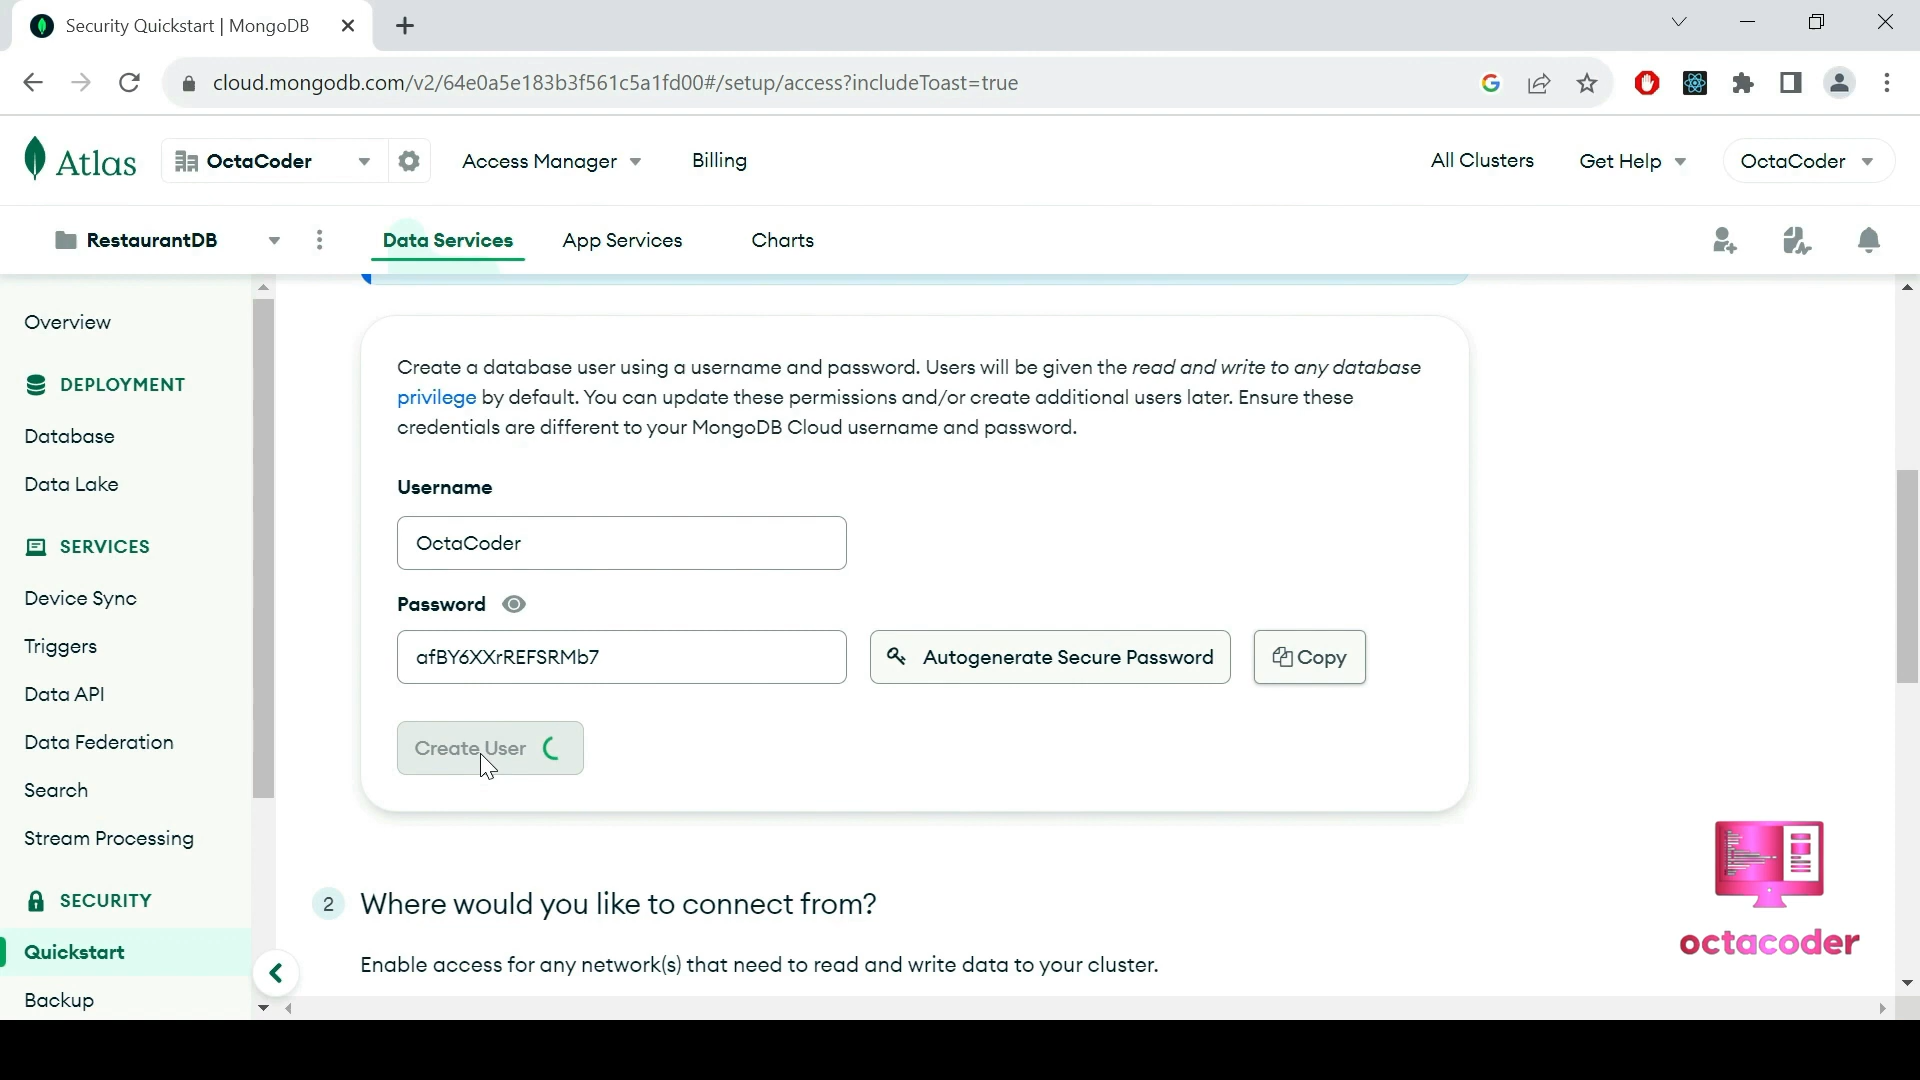 Security Quickstart | MongoDB
cloud.mongodb.com/v2/64e0a5e183b3f561c5a1fd00#/setup/access?includeToast=true
Atlas
OctaCoder
Access Manager
Billing
All Clusters
Get Help
OctaCoder
RestaurantDB
Data Services
App Services
Charts
Overview
DEPLOYMENT
Database
Data Lake
SERVICES
Device Sync
Triggers
Data API
Data Federation
Search
Stream Processing
SECURITY
Quickstart
Backup
Create a database user using a username and password. Users will be given the read and write to any database
privilege by default. You can update these permissions and/or create additional users later. Ensure these
credentials are different to your MongoDB Cloud username and password.
Username
OctaCoder
Password
afBY6XXrREFSRMb7
Autogenerate Secure Password
Copy
Create User
2 Where would you like to connect from?
Enable access for any network(s) that need to read and write data to your cluster.
octacoder